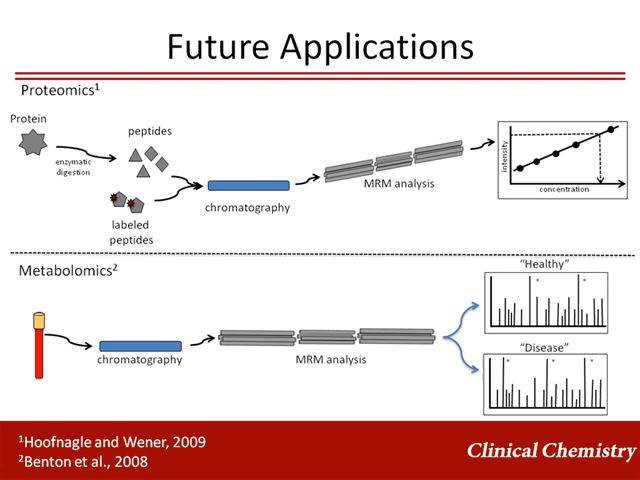 Future Applications
Proteomics¹
Protein
peptides
enzymatic
digestion
labeled
peptides
chromatography
MRM analysis
intensity
concentration
Metabolomics²
chromatography
MRM analysis
"Healthy"
* *
"Disease"
* * *
¹Hoofnagle and Wener, 2009
²Benton et al., 2008
Clinical Chemistry